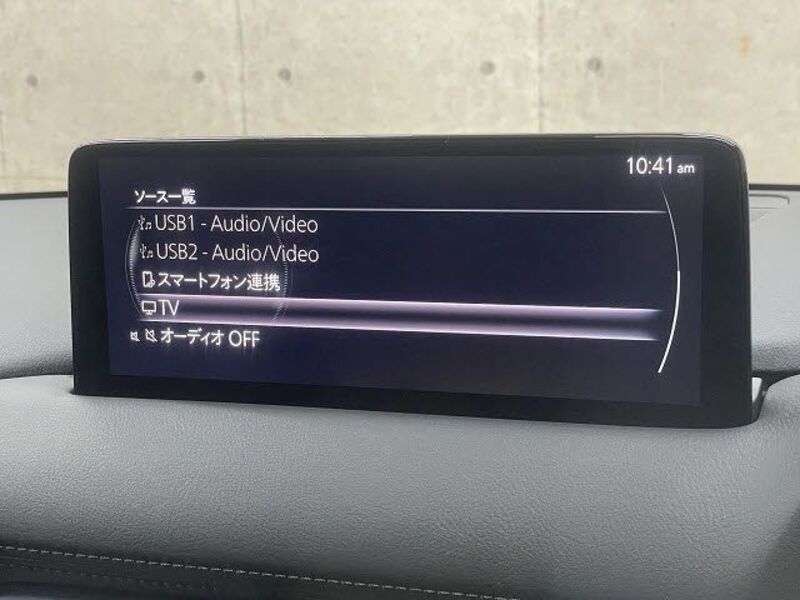 10:41 am
ソース一覧
USB1 - Audio/Video
USB2 - Audio/Video
スマートフォン連携
TV
オーディオ OFF